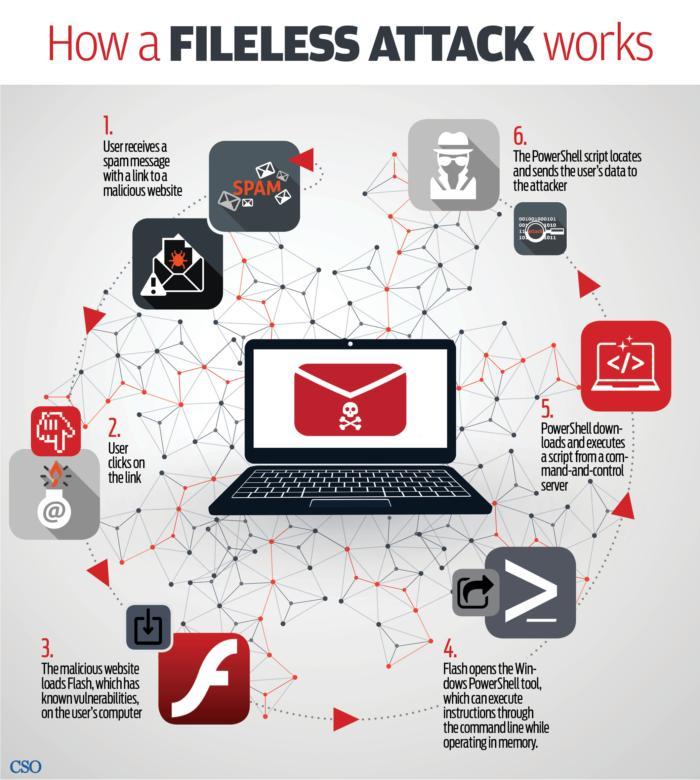 How a FILELESS ATTACK works
1.
User receives a
spam message
with a link to a
malicious website
SPAM
2.
User
clicks on
the link
@
3.
The malicious website
loads Flash, which has
known vulnerabilities,
on the user's computer
4.
Flash opens the Win-
dows PowerShell tool,
which can execute
instructions through
the command line while
operating in memory.
5.
PowerShell down-
loads and executes
a script from a com-
mand-and-control
server
</>
6.
The PowerShell script locates
and sends the user's data to
the attacker
001001000101
CSO